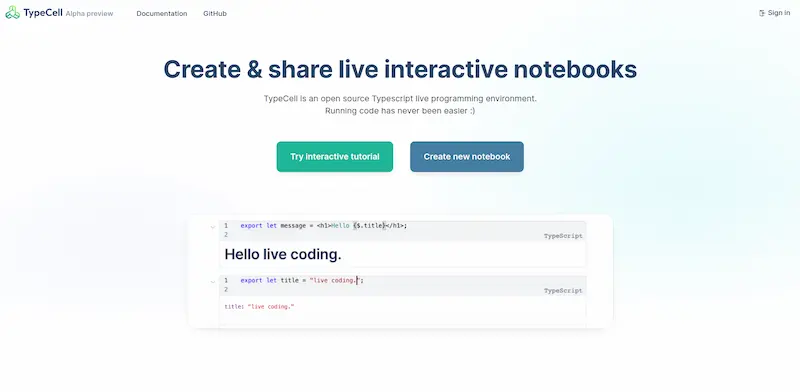 TypeCell Alpha preview Documentation GitHub Sign in
Create & share live interactive notebooks
TypeCell is an open source Typescript live programming environment.
Running code has never been easier :)
Try interactive tutorial Create new notebook
1 export let message = <h1>Hello {$.title}</h1>;
2
TypeScript
Hello live coding.
1 export let title = "live coding.";
2
TypeScript
title: "live coding."